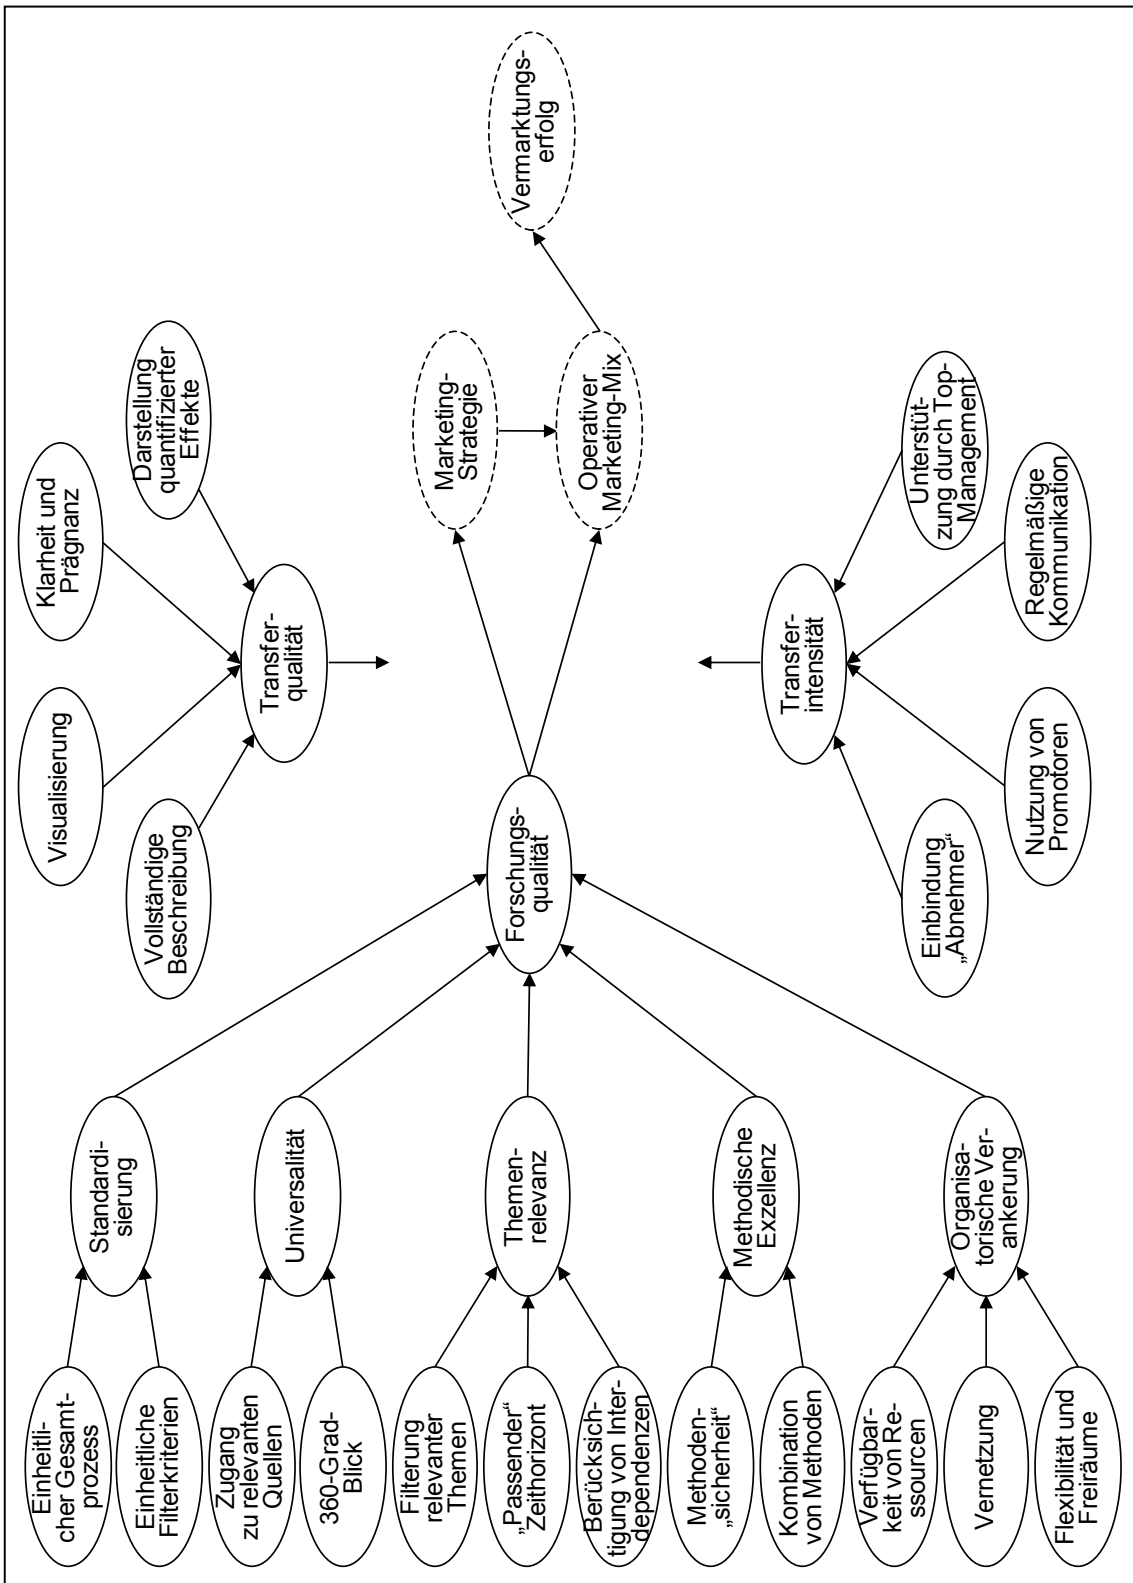 Einheitli-
cher Gesamt-
prozess
Einheitliche
Filterkriterien
Zugang
zu relevanten
Quellen
360-Grad-
Blick
Filterung
relevanter
Themen
„Passender“
Zeithorizont
Berücksich-
tigung von Inter-
dependenzen
Methoden-
„sicherheit“
Kombination
von Methoden
Verfügbar-
keit von Re-
ssourcen
Vernetzung
Flexibilität und
Freiräume
Standardi-
sierung
Universalität
Themen-
relevanz
Methodische
Exzellenz
Organisa-
torische Ver-
ankerung
Forschungs-
qualität
Vollständige
Beschreibung
Visualisierung
Klarheit und
Prägnanz
Darstellung
quantifizierter
Effekte
Transfer-
qualität
Marketing-
Strategie
Operativer
Marketing-Mix
Vermarktungs-
erfolg
Transfer-
intensität
Einbindung
„Abnehmer“
Nutzung von
Promotoren
Regelmäßige
Kommunikation
Unterstüt-
zung durch Top-
Management